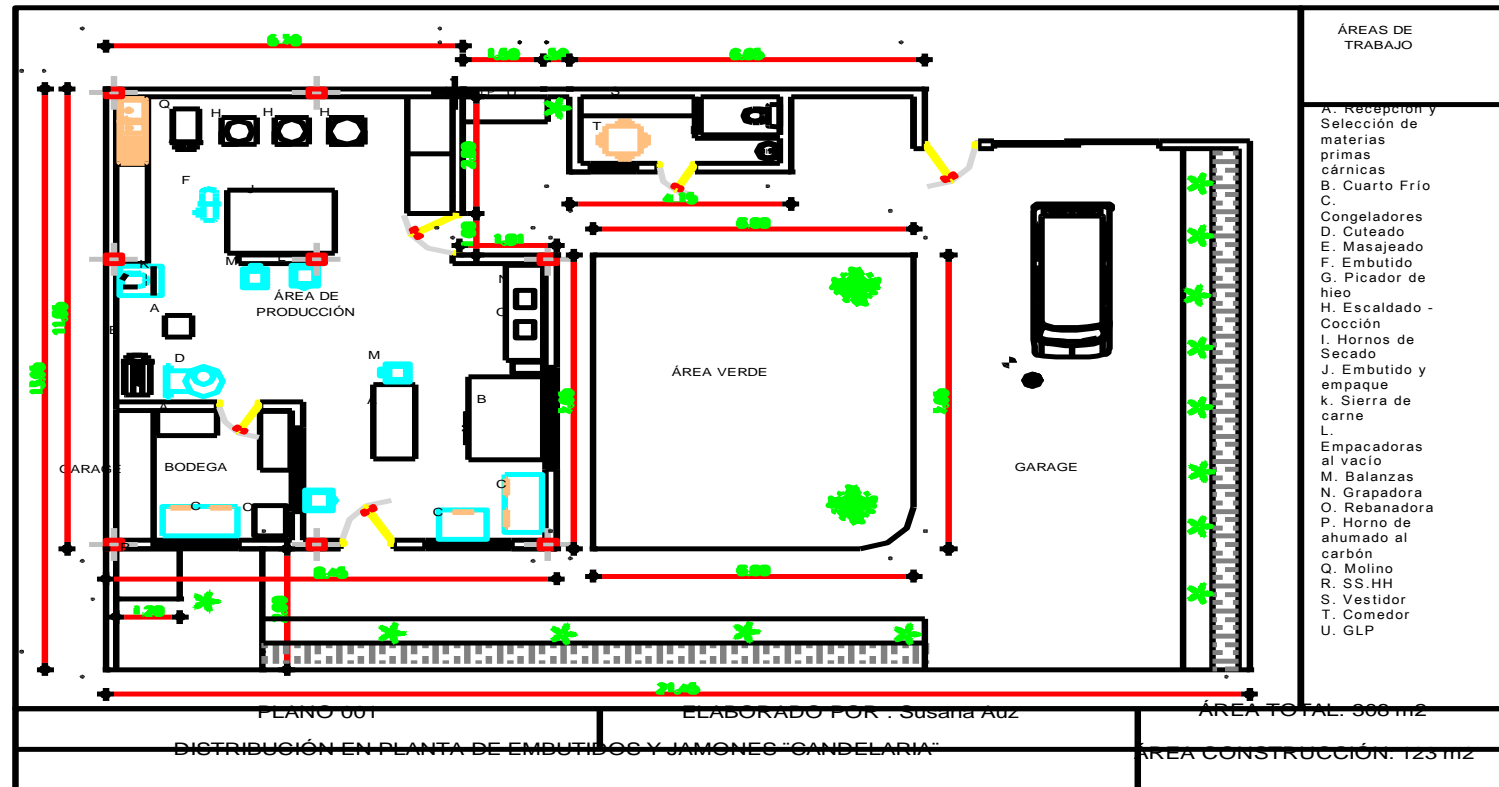 ÁREAS DE
TRABAJO
A. Recepción y
Selección de
materias
primas
cárnicas
B. Cuarto Frío
C.
Congeladores
D. Cuteado
E. Masajeado
F. Embutido
G. Picador de
hieo
H. Escaldado -
Cocción
I. Hornos de
Secado
J. Embutido y
empaque
k. Sierra de
carne
L.
Empacadoras
al vacío
M. Balanzas
N. Grapadora
O. Rebanadora
P. Horno de
ahumado al
carbón
Q. Molino
R. SS.HH
S. Vestidor
T. Comedor
U. GLP
Q
H
H
H
S
T
F
J
M
ÁREA DE
PRODUCCIÓN
A
N
D
M
ÁREA VERDE
B
GARAGE
BODEGA
GARAGE
C
C
C
PLANO 001
ELABORADO POR : Susana Auz
ÁREA TOTAL: 308 m2
DISTRIBUCIÓN EN PLANTA DE EMBUTIDOS Y JAMONES ¨CANDELARIA¨
ÁREA CONSTRUCCIÓN: 123 m2